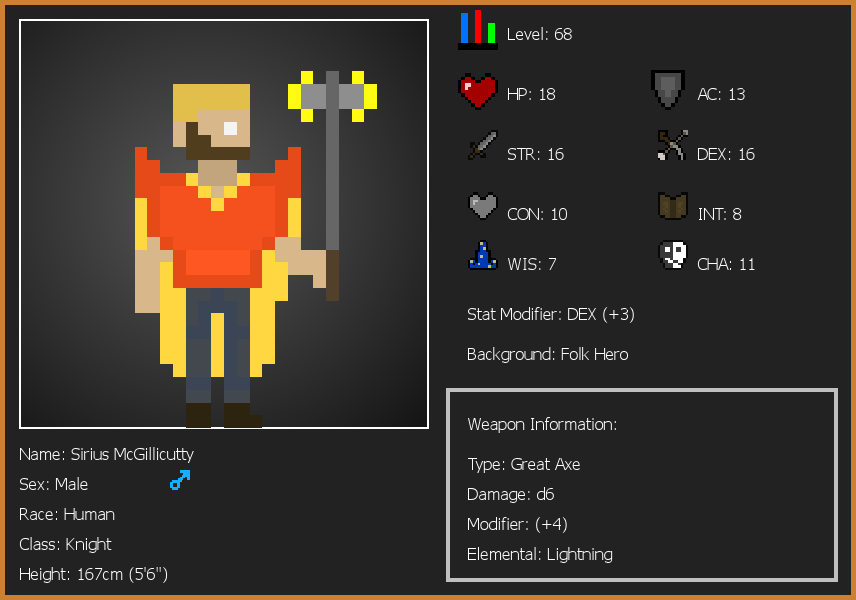 Level: 68
HP: 18
AC: 13
STR: 16
DEX: 16
CON: 10
INT: 8
WIS: 7
CHA: 11
Stat Modifier: DEX (+3)
Background: Folk Hero
Weapon Information:
Type: Great Axe
Damage: d6
Modifier: (+4)
Elemental: Lightning
Name: Sirius McGillicutty
Sex: Male
Race: Human
Class: Knight
Height: 167cm (5'6")